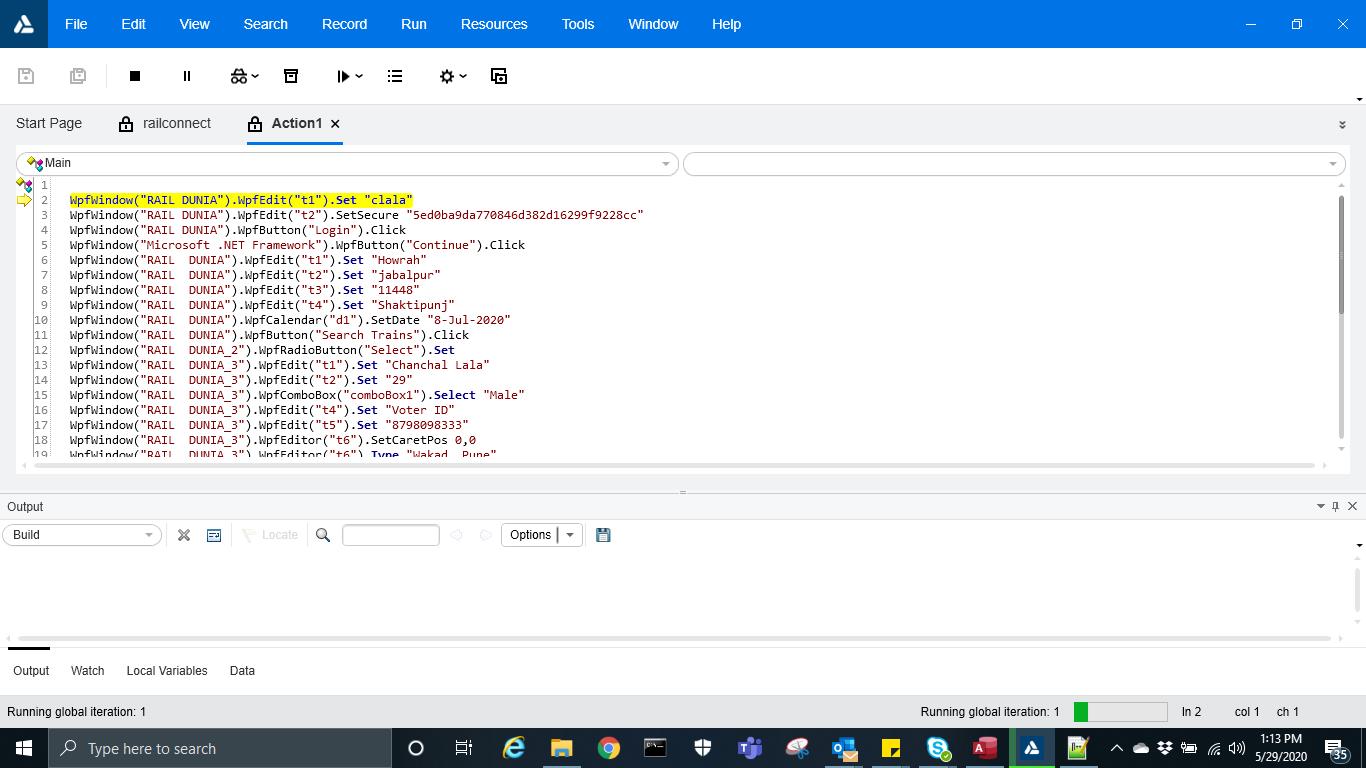 File Edit View Search Record Run Resources Tools Window Help
Start Page railconnect Action1
Main
1
2 WpfWindow("RAIL DUNIA").WpfEdit("t1").Set "clala"
3 WpfWindow("RAIL DUNIA").WpfEdit("t2").SetSecure "5ed0ba9da770846d382d16299f9228cc"
4 WpfWindow("RAIL DUNIA").WpfButton("Login").Click
5 WpfWindow("Microsoft .NET Framework").WpfButton("Continue").Click
6 WpfWindow("RAIL  DUNIA").WpfEdit("t1").Set "Howrah"
7 WpfWindow("RAIL  DUNIA").WpfEdit("t2").Set "jabalpur"
8 WpfWindow("RAIL  DUNIA").WpfEdit("t3").Set "11448"
9 WpfWindow("RAIL  DUNIA").WpfEdit("t4").Set "Shaktipunj"
10 WpfWindow("RAIL  DUNIA").WpfCalendar("d1").SetDate "8-Jul-2020"
11 WpfWindow("RAIL  DUNIA").WpfButton("Search Trains").Click
12 WpfWindow("RAIL  DUNIA_2").WpfRadioButton("Select").Set
13 WpfWindow("RAIL  DUNIA_3").WpfEdit("t1").Set "Chanchal Lala"
14 WpfWindow("RAIL  DUNIA_3").WpfEdit("t2").Set "29"
15 WpfWindow("RAIL  DUNIA_3").WpfComboBox("comboBox1").Select "Male"
16 WpfWindow("RAIL  DUNIA_3").WpfEdit("t4").Set "Voter ID"
17 WpfWindow("RAIL  DUNIA_3").WpfEdit("t5").Set "8798098333"
18 WpfWindow("RAIL  DUNIA_3").WpfEditor("t6").SetCaretPos 0,0
19 WpfWindow("RAIL  DUNIA_3").WpfEditor("t6").Type "Wakad, Pune"
Output
Build Locate Options
Output Watch Local Variables Data
Running global iteration: 1 Running global iteration: 1 ln 2 col 1 ch 1
Type here to search 1:13 PM
5/29/2020 35